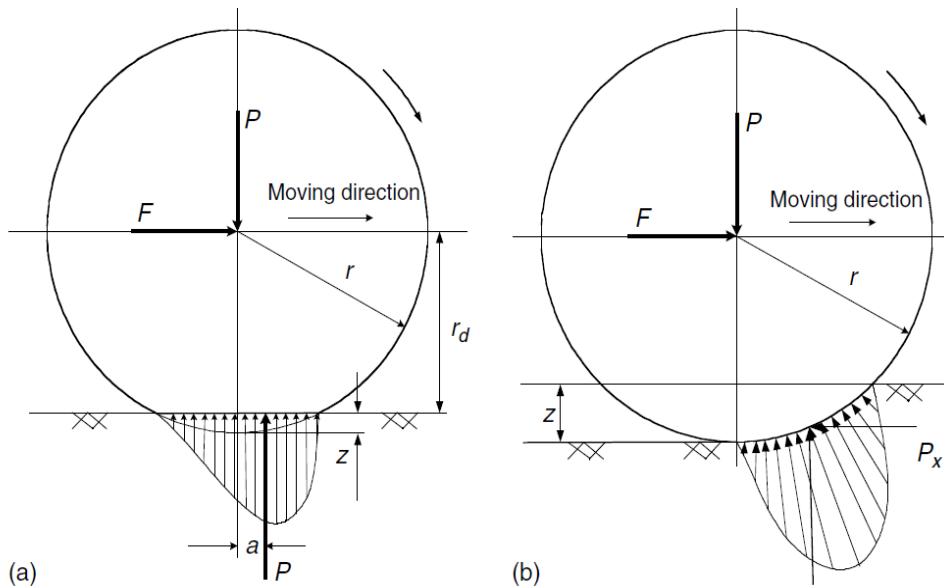 P
F
Moving direction
r
r_d
z
a
P
(a)
P
F
Moving direction
r
z
P_x
(b)